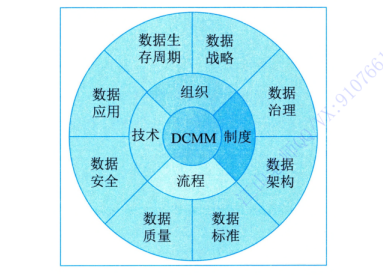 数据生
存周期
数据
战略
数据
治理
数据
架构
数据
标准
数据
质量
数据
安全
数据
应用
组织
制度
流程
技术
DCMM